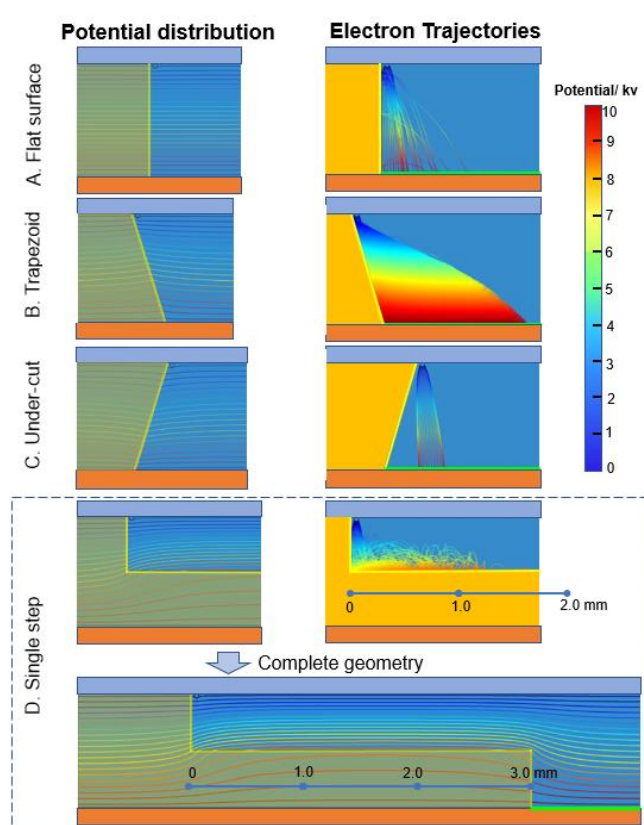 Potential distribution
Electron Trajectories
Potential/ kv
10
9
8
7
6
5
4
3
2
1
0
A. Flat surface
B. Trapezoid
C. Under-cut
D. Single step
0
1.0
2.0 mm
Complete geometry
0
1.0
2.0
3.0 mm